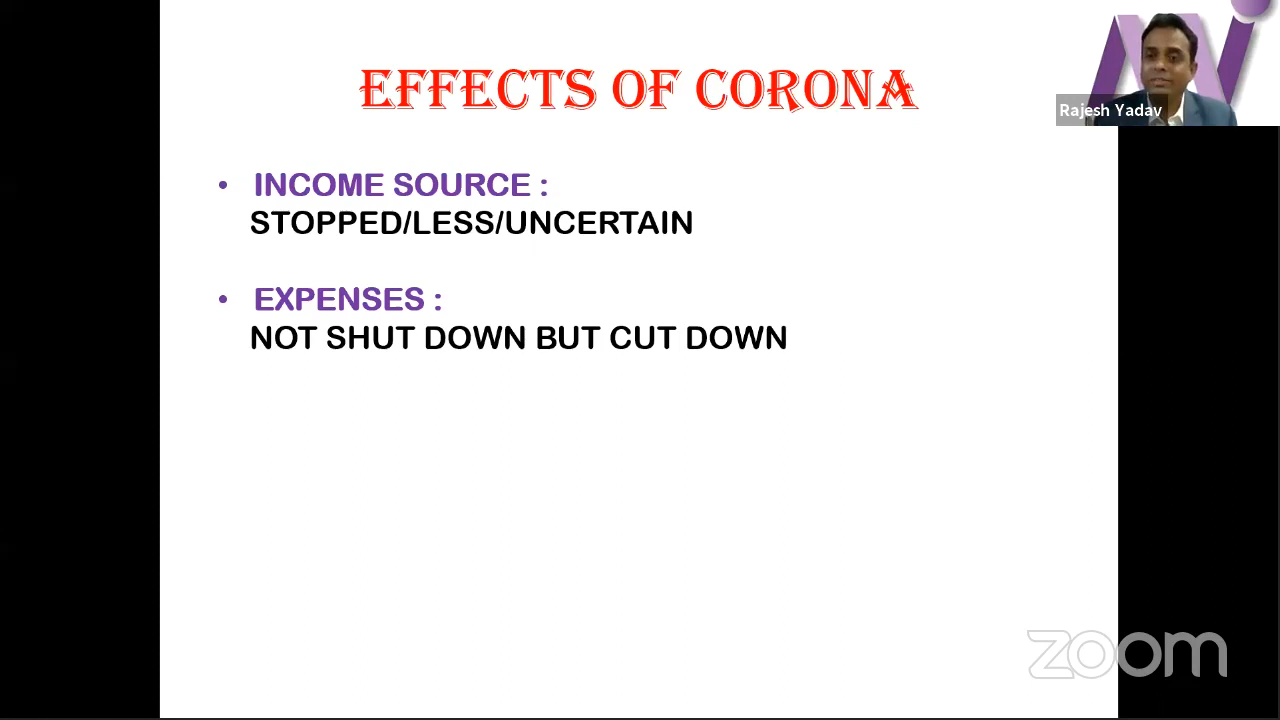 EFFECTS OF CORONA
Rajesh Yadav
• INCOME SOURCE :
STOPPED/LESS/UNCERTAIN
• EXPENSES :
NOT SHUT DOWN BUT CUT DOWN
zoom